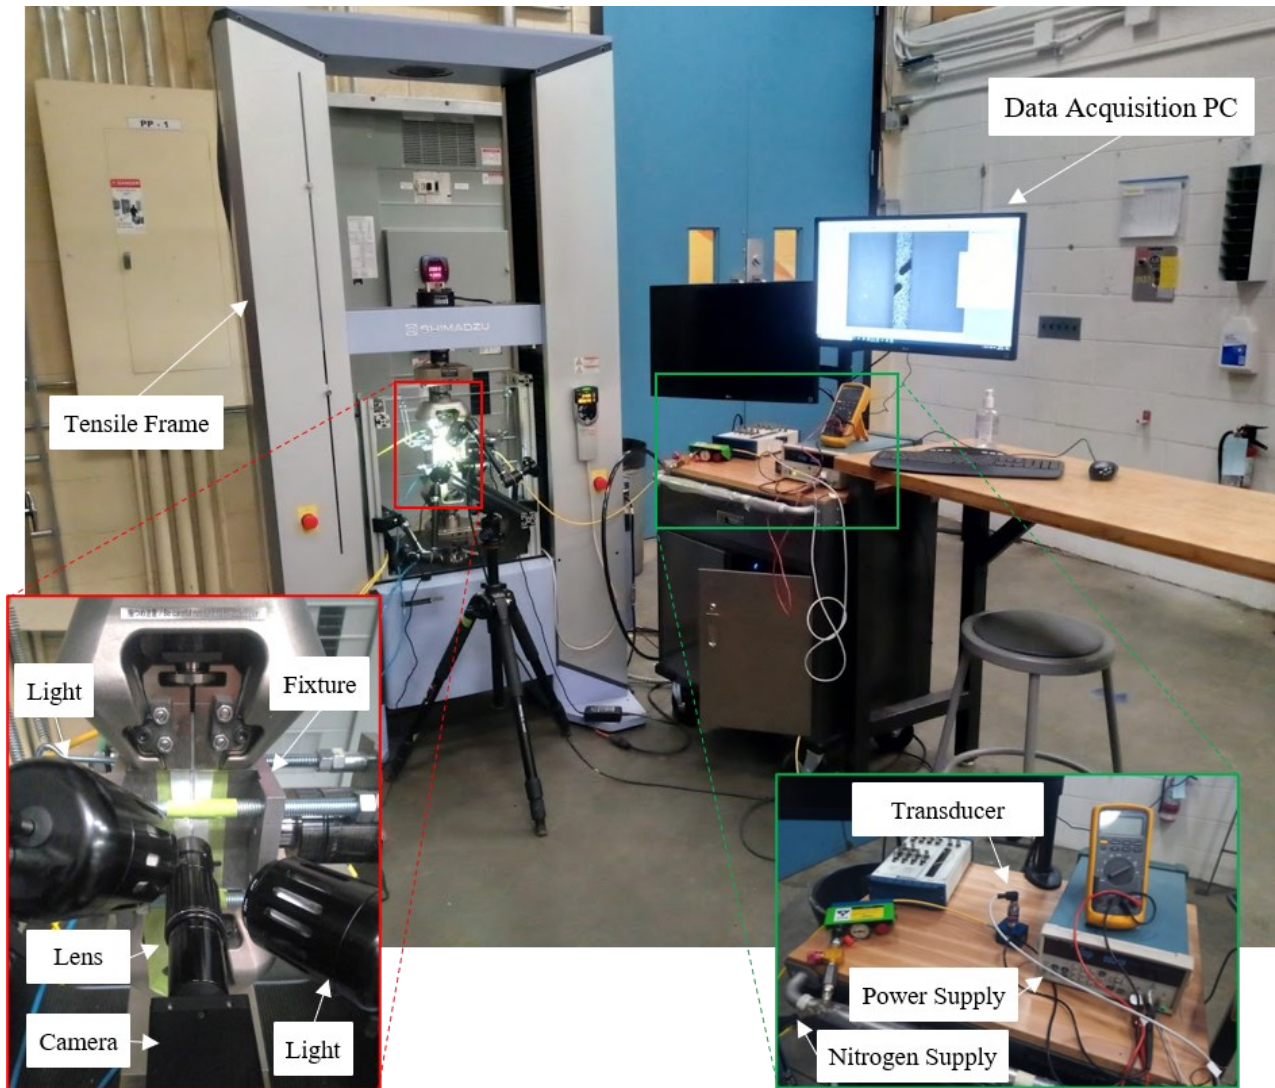 PP - 1
Data Acquisition PC
SHIMADZU
Tensile Frame
Light
Fixture
Lens
Camera
Light
Transducer
Power Supply
Nitrogen Supply